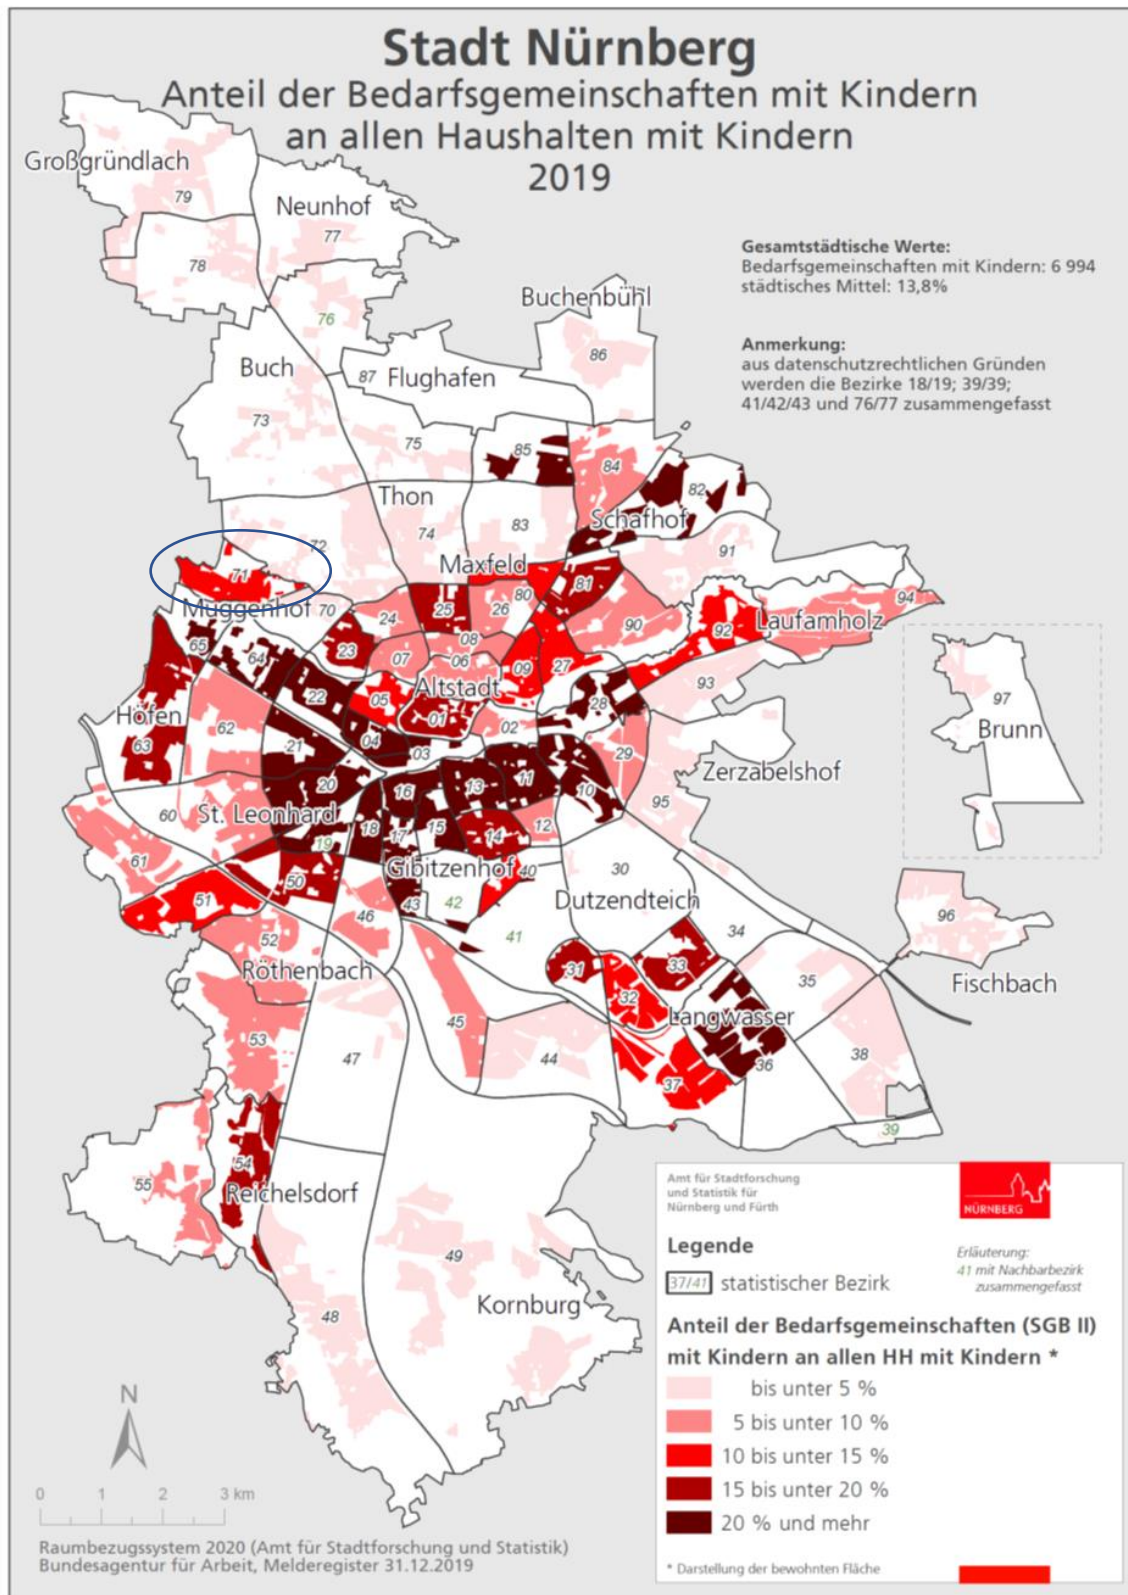 Stadt Nürnberg
Anteil der Bedarfsgemeinschaften mit Kindern
an allen Haushalten mit Kindern
2019
Großgründlach
79
Neunhof
77
78
Gesamtstädtische Werte:
Bedarfsgemeinschaften mit Kindern: 6 994
städtisches Mittel: 13,8%
Buchenbühl
76
86
Anmerkung:
aus datenschutzrechtlichen Gründen
werden die Bezirke 18/19; 39/39;
41/42/43 und 76/77 zusammengefasst
Buch
87 Flughafen
73
75
85
84
82
Thon
74
83
Schafhof
72
91
Maxfeld
71
81
80
Muggenhof
70
24
25
26
94
90
92
Laufamholz
08
65
64
23
07
06
09
27
93
97
22
05
Altstadt
01
28
Brunn
Höfen
62
02
63
21
04
03
29
Zerzabelshof
20
16
13
11
10
95
60
St. Leonhard
18
17
15
14
12
19
61
Gibitzenhof
40
30
50
51
43
42
46
Dutzendteich
96
52
41
34
Röthenbach
31
33
35
Fischbach
32
Langwasser
45
53
47
44
38
36
37
39
54
55
Reichelsdorf
49
48
Kornburg
Amt für Stadtforschung
und Statistik für
Nürnberg und Fürth
NÜRNBERG
Legende
37/41 statistischer Bezirk
Erläuterung:
41 mit Nachbarbezirk
zusammengefasst
Anteil der Bedarfsgemeinschaften (SGB II)
mit Kindern an allen HH mit Kindern *
bis unter 5 %
5 bis unter 10 %
10 bis unter 15 %
15 bis unter 20 %
20 % und mehr
* Darstellung der bewohnten Fläche
N
0 1 2 3 km
Raumbezugssystem 2020 (Amt für Stadtforschung und Statistik)
Bundesagentur für Arbeit, Melderegister 31.12.2019